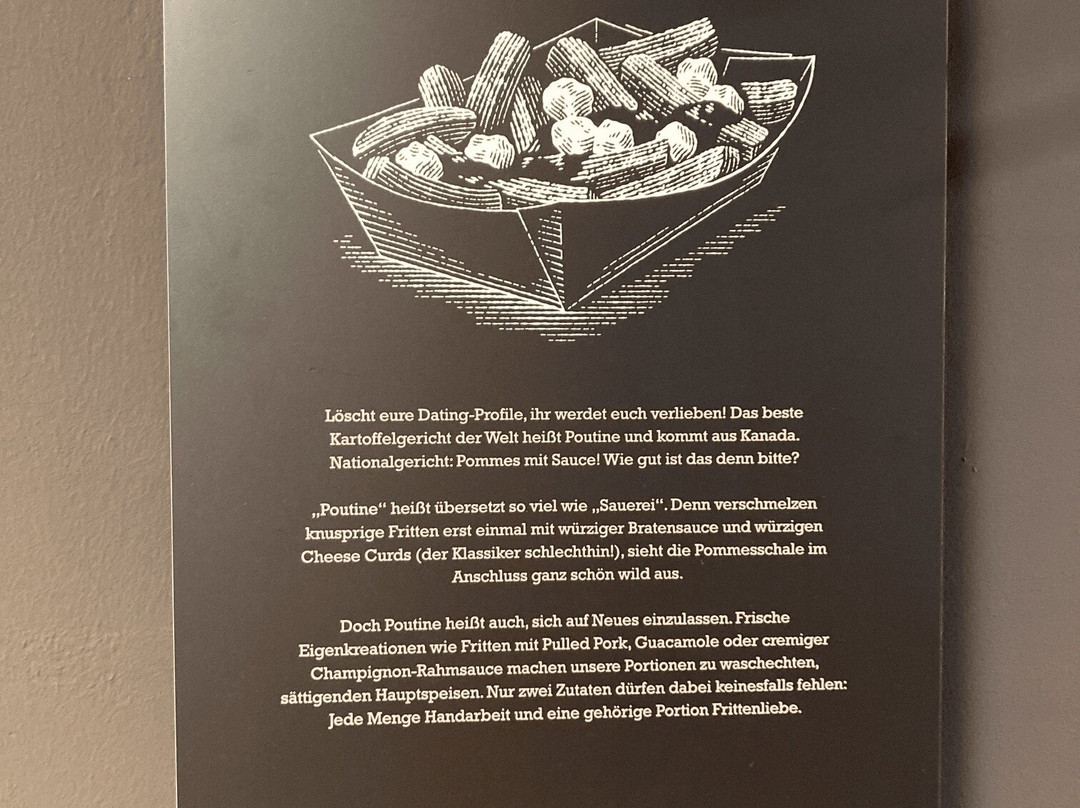 Löscht eure Dating-Profile, ihr werdet euch verlieben! Das beste
Kartoffelgericht der Welt heißt Poutine und kommt aus Kanada.
Nationalgericht: Pommes mit Sauce! Wie gut ist das denn bitte?
„Poutine“ heißt übersetzt so viel wie „Sauerei“. Denn verschmelzen
knusprige Fritten erst einmal mit würziger Bratensauce und würzigen
Cheese Curds (der Klassiker schlechthin!), sieht die Pommesschale im
Anschluss ganz schön wild aus.
Doch Poutine heißt auch, sich auf Neues einzulassen. Frische
Eigenkreationen wie Fritten mit Pulled Pork, Guacamole oder cremiger
Champignon-Rahmsauce machen unsere Portionen zu waschechten,
sättigenden Hauptspeisen. Nur zwei Zutaten dürfen dabei keinesfalls fehlen:
Jede Menge Handarbeit und eine gehörige Portion Frittenliebe.